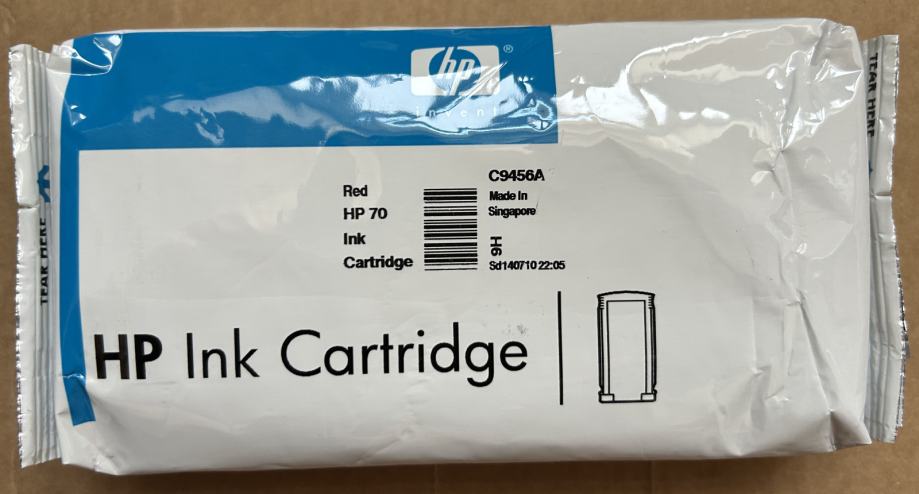 hp®
invent
TEAR HERE
TEAR HERE
Red
HP 70
Ink
Cartridge
C9456A
Made In
Singapore
H6
Sd140710 22:05
HP Ink Cartridge